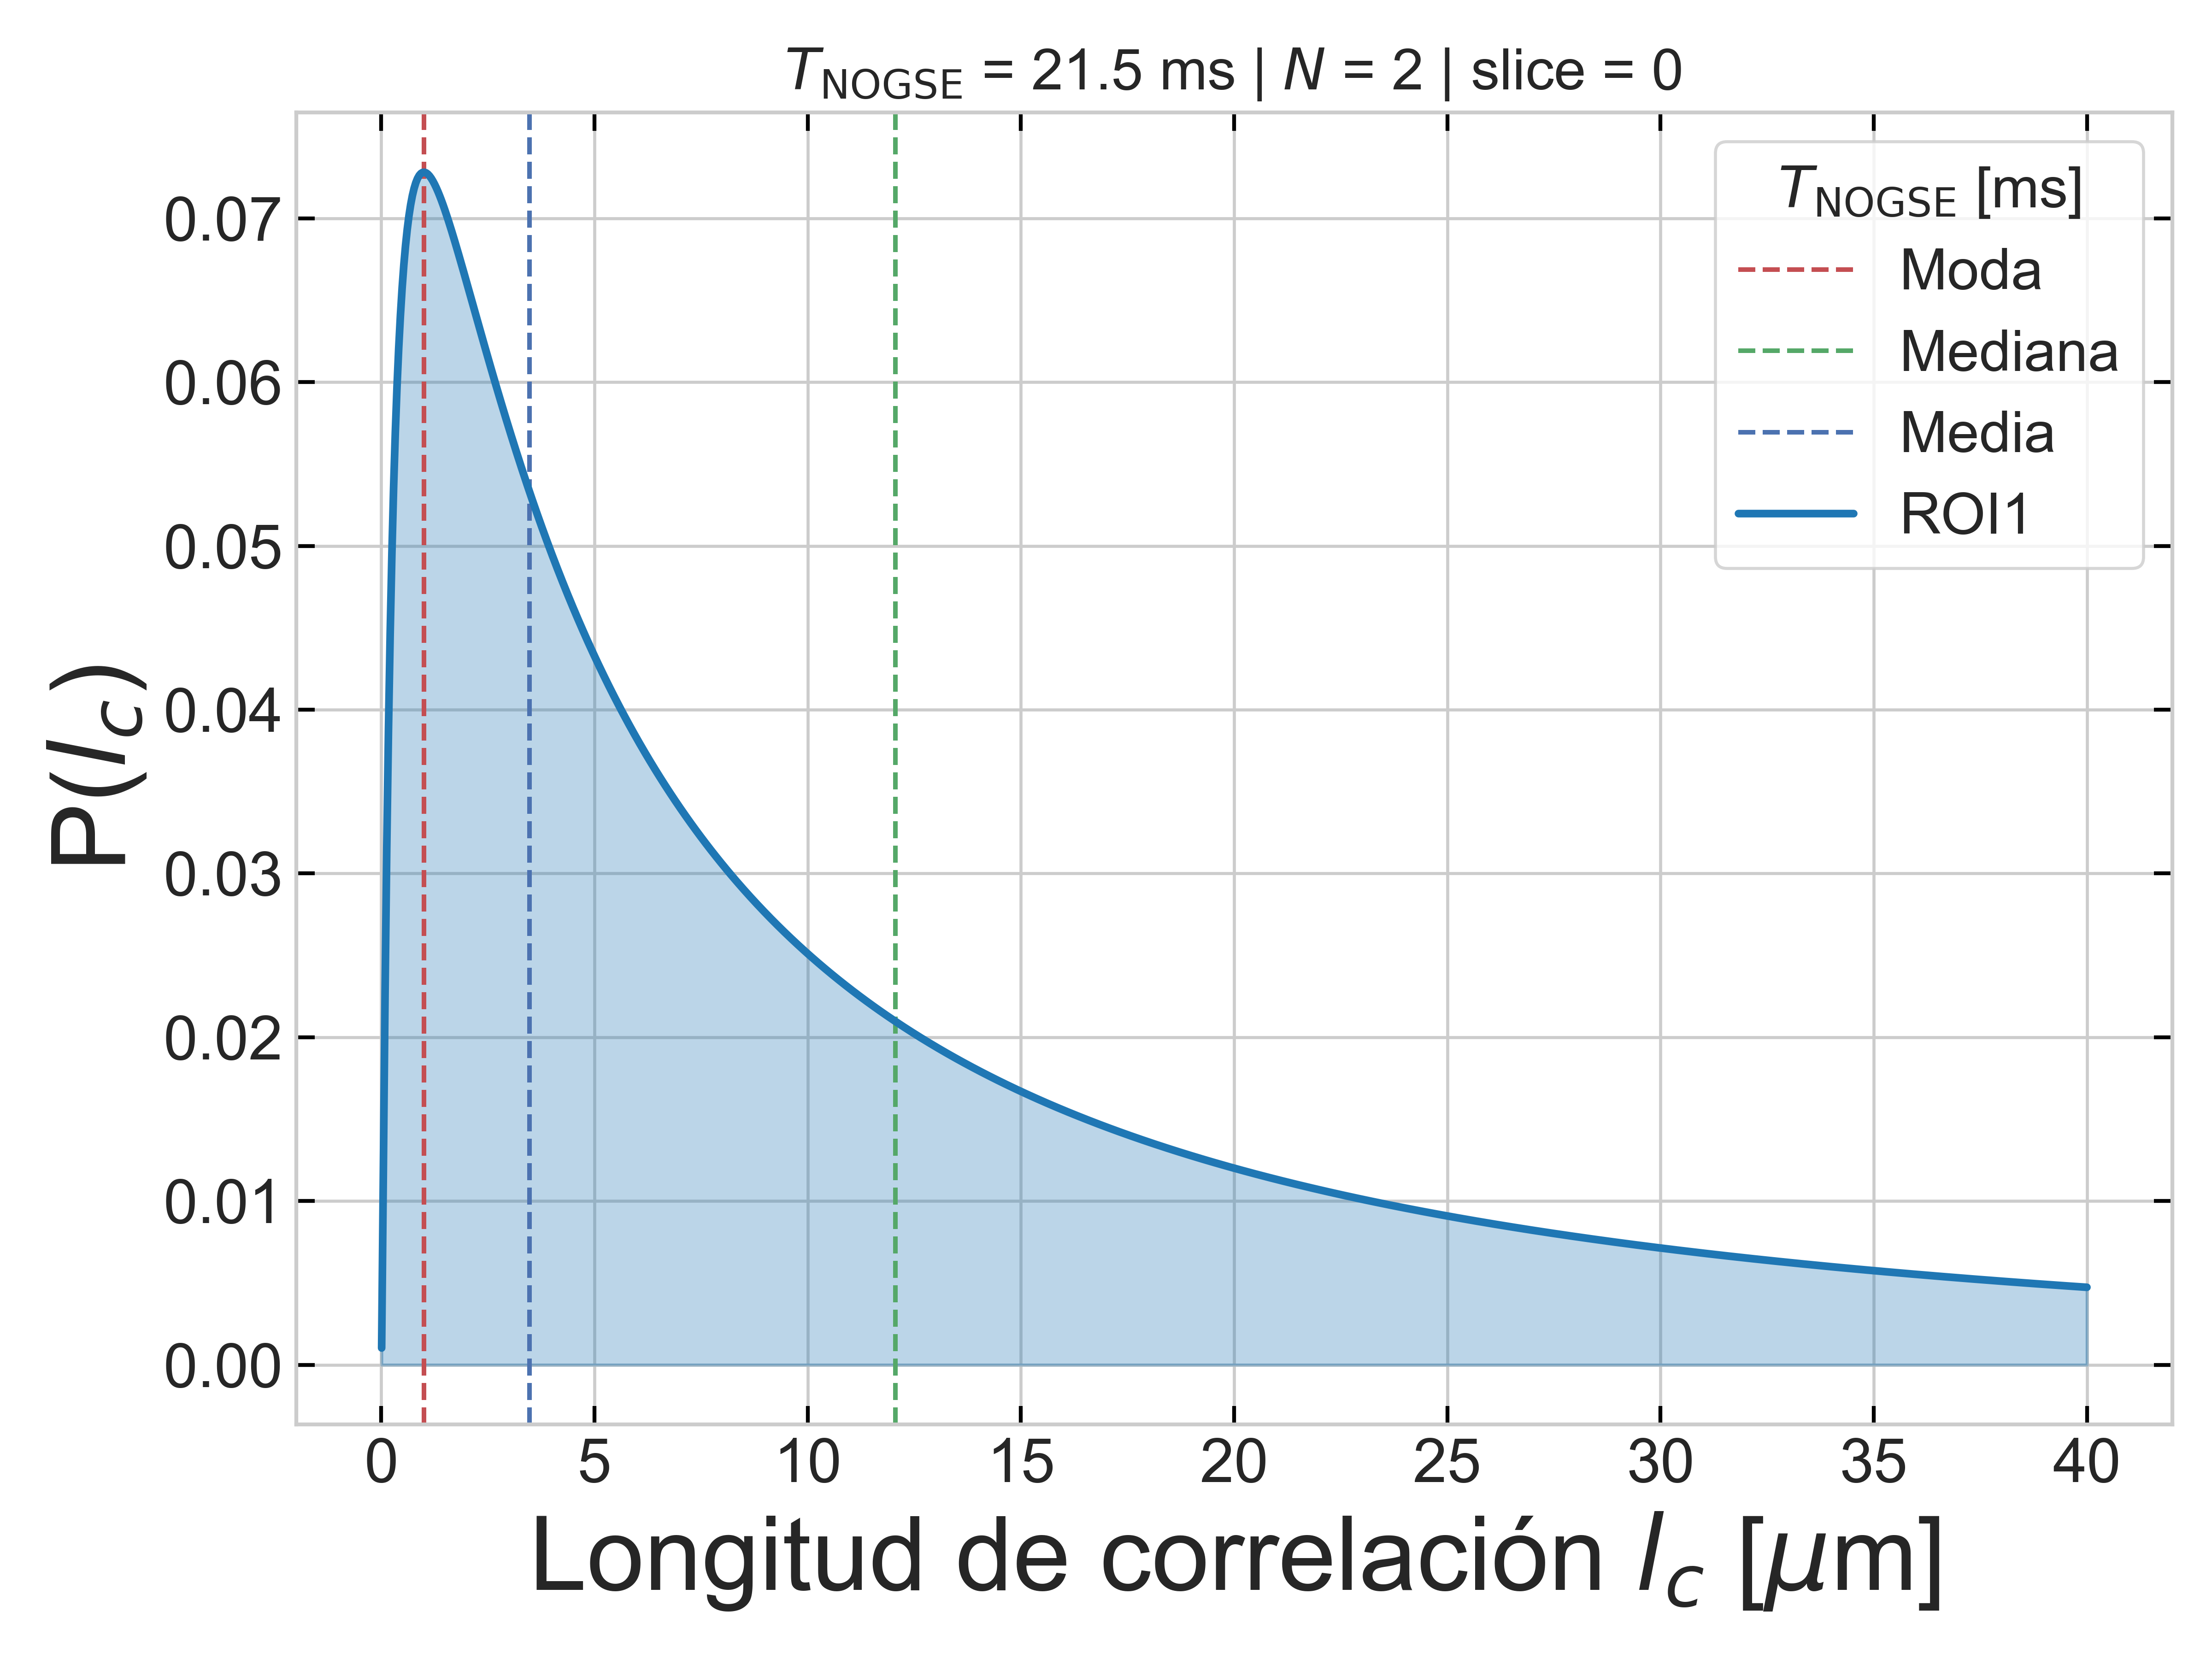 T_NOGSE = 21.5 ms | N = 2 | slice = 0
T_NOGSE [ms]
Moda
Mediana
Media
ROI1
P(l_c)
0.07
0.06
0.05
0.04
0.03
0.02
0.01
0.00
0 5 10 15 20 25 30 35 40
Longitud de correlación l_c [μm]